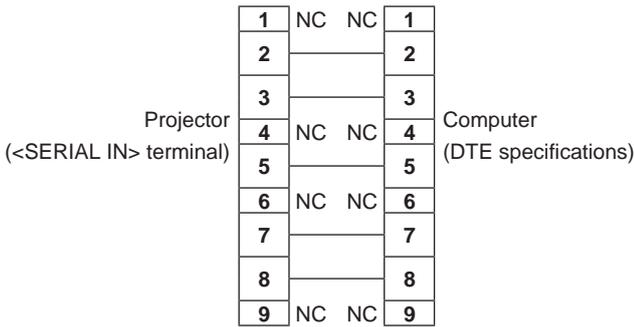 1 NC NC 1
2 2
3 3
Projector
(<SERIAL IN> terminal)
4 NC NC 4
Computer
(DTE specifications)
5 5
6 NC NC 6
7 7
8 8
9 NC NC 9